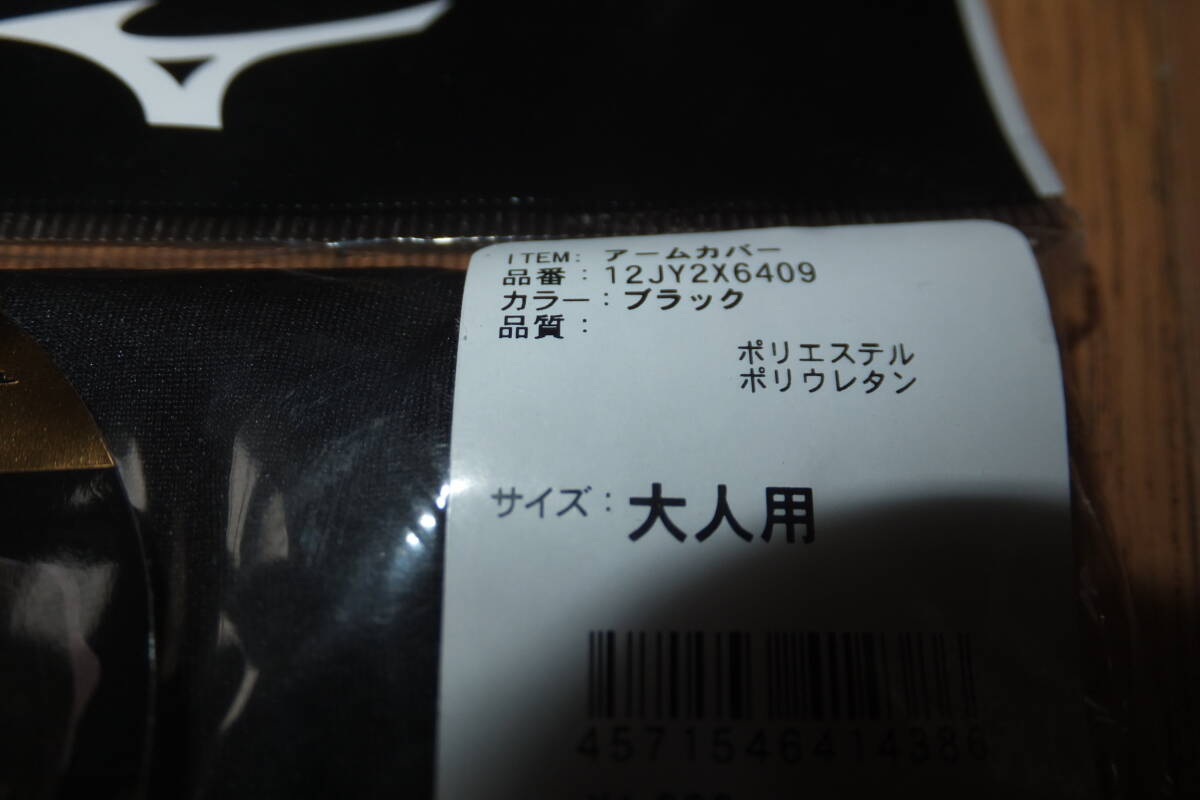 ITEM: アームカバー
品番：12JY2X6409
カラー：ブラック
品質：
ポリエステル
ポリウレタン
サイズ：大人用
4571546414386